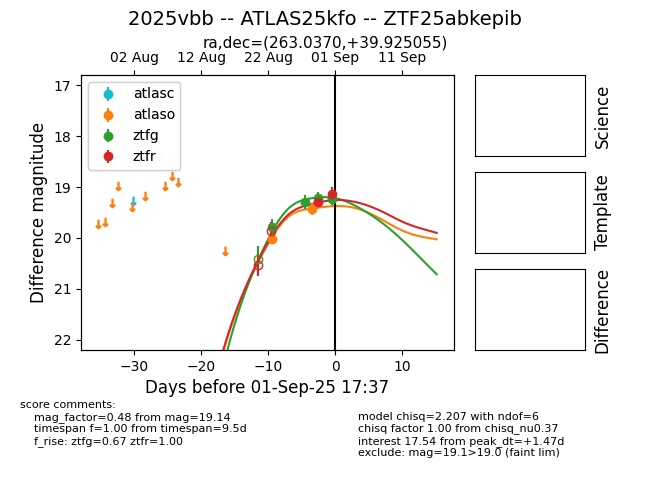 2025vbb -- ATLAS25kfo -- ZTF25abkepib
ra,dec=(263.0370,+39.925055)
02 Aug 12 Aug 22 Aug 01 Sep 11 Sep
17
18
19
20
21
22
Difference magnitude
atlasc
atlaso
ztfg
ztfr
−30 −20 −10 0 10
Days before 01-Sep-25 17:37
Science
Template
Difference
score comments:
mag_factor=0.48 from mag=19.14
timespan f=1.00 from timespan=9.5d
f_rise: ztfg=0.67 ztfr=1.00
model chisq=2.207 with ndof=6
chisq factor 1.00 from chisq_nu0.37
interest 17.54 from peak_dt=+1.47d
exclude: mag=19.1>19.0 (faint lim)